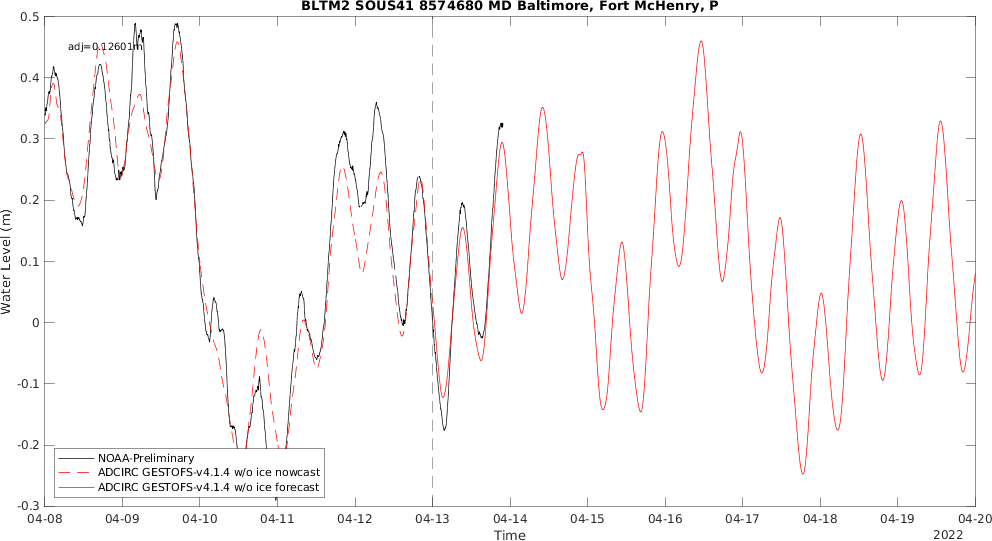 BLTM2 SOUS41 8574680 MD Baltimore, Fort McHenry, P
adj=0.12601m
0.5
0.4
0.3
0.2
0.1
0
-0.1
-0.2
-0.3
Water Level (m)
NOAA-Preliminary
ADCIRC GESTOFS-v4.1.4 w/o ice nowcast
ADCIRC GESTOFS-v4.1.4 w/o ice forecast
04-08 04-09 04-10 04-11 04-12 04-13 04-14 04-15 04-16 04-17 04-18 04-19 04-20
Time
2022